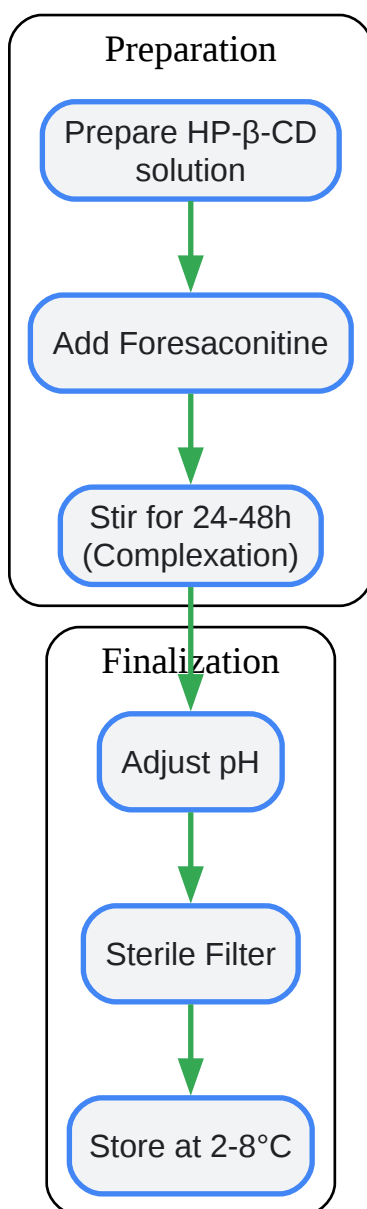 Preparation
Prepare HP-β-CD
solution
Add Foresaconitine
Stir for 24-48h
(Complexation)
Finalization
Adjust pH
Sterile Filter
Store at 2-8°C